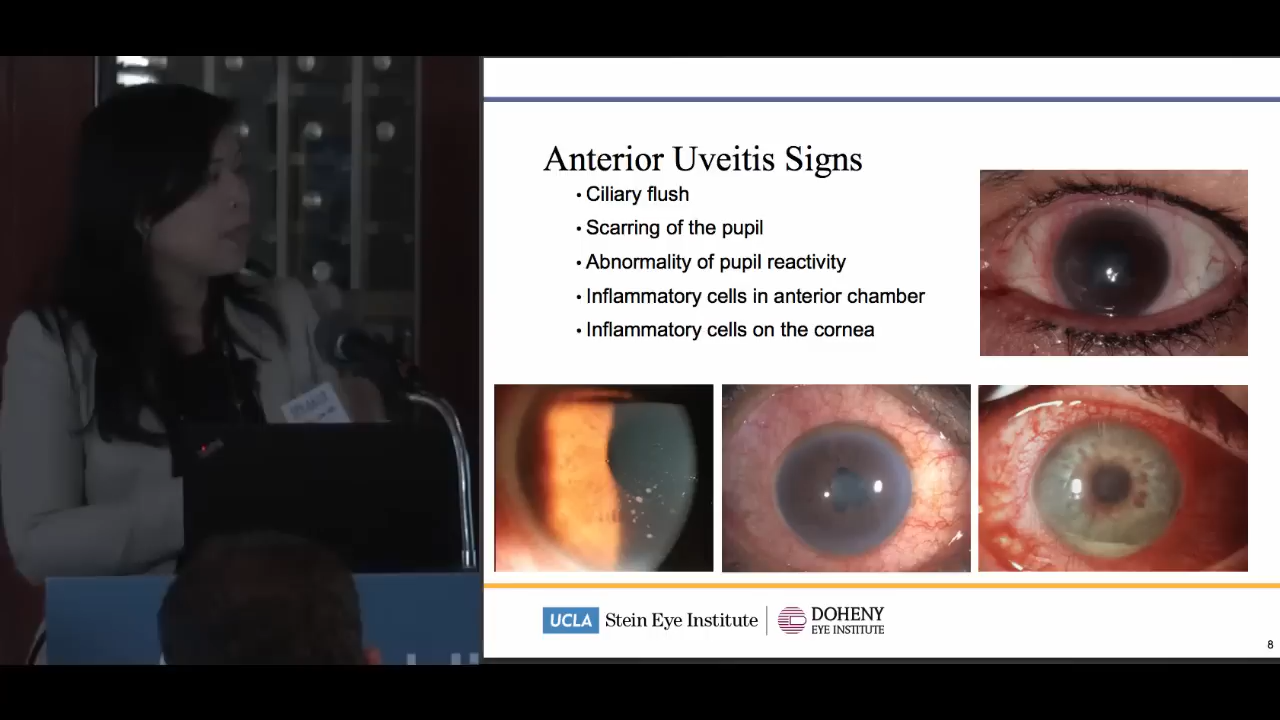 Anterior Uveitis Signs
• Ciliary flush
• Scarring of the pupil
• Abnormality of pupil reactivity
• Inflammatory cells in anterior chamber
• Inflammatory cells on the cornea
UCLA Stein Eye Institute
DOHENY
EYE INSTITUTE
8